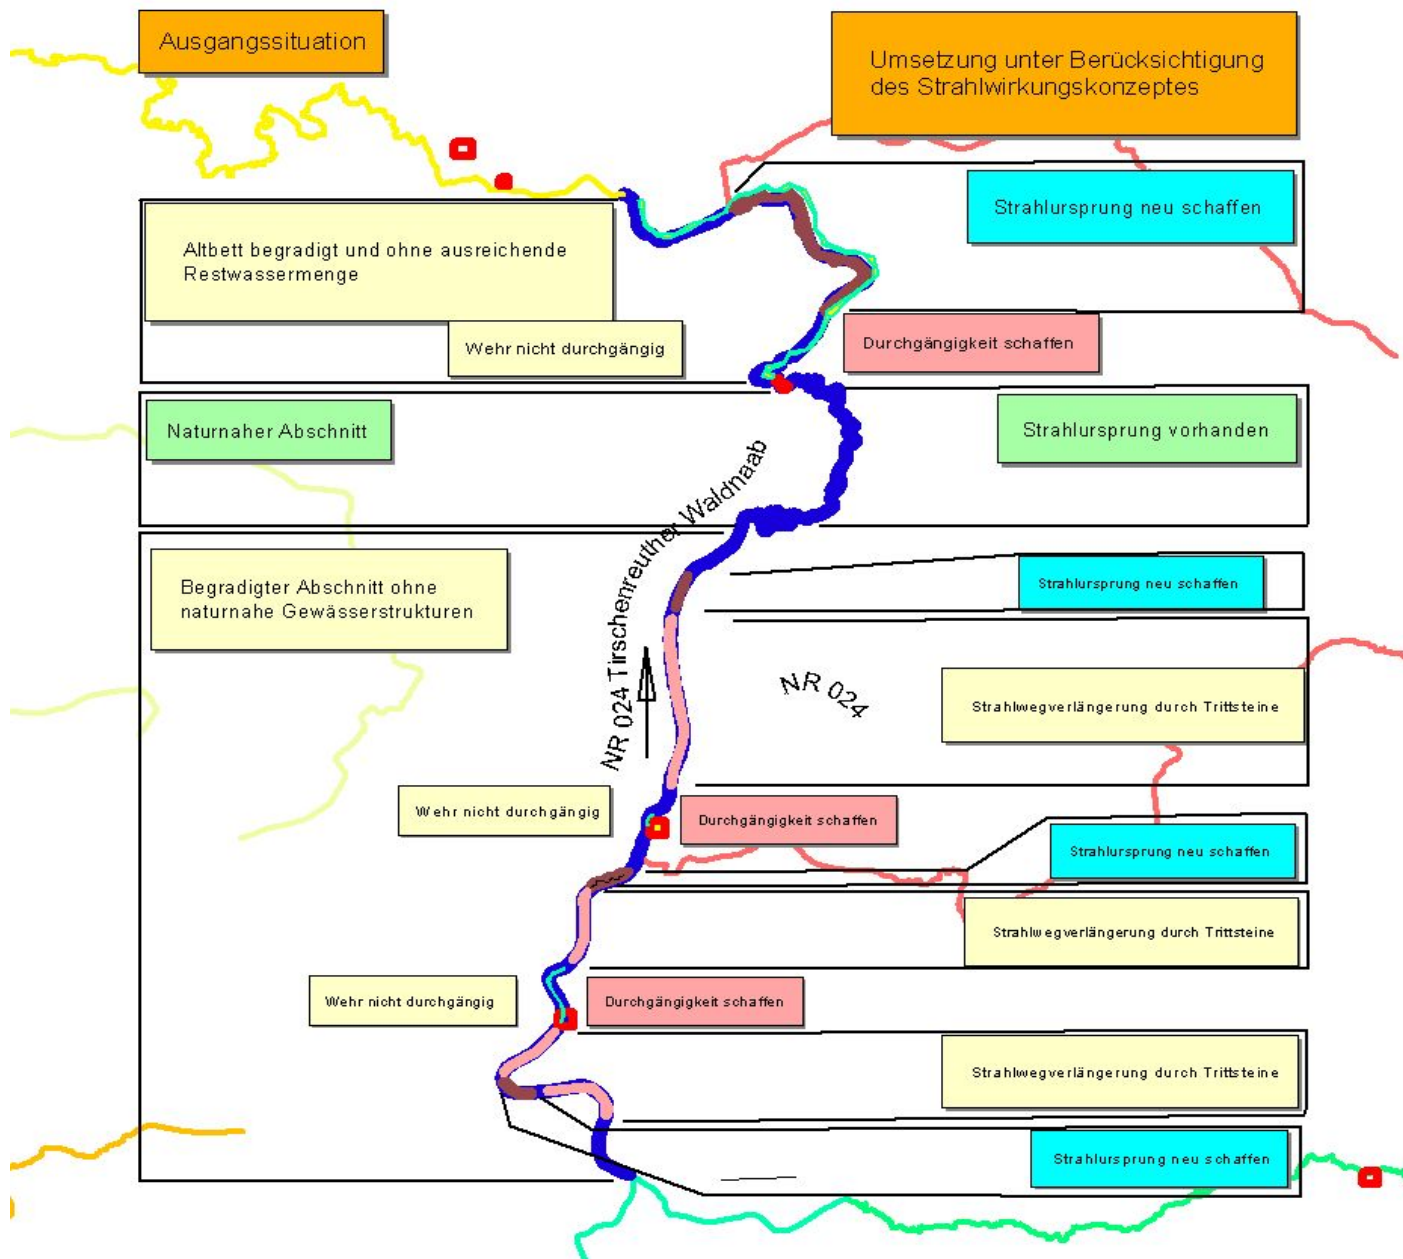 Ausgangssituation
Umsetzung unter Berücksichtigung
des Strahlwirkungskonzeptes
Strahlursprung neu schaffen
Altbett begradigt und ohne ausreichende
Restwassermenge
Wehr nicht durchgängig
Durchgängigkeit schaffen
Naturnaher Abschnitt
Strahlursprung vorhanden
NR 024 Tirschenreuther Waldnaab
Begradigter Abschnitt ohne
naturnahe Gewässerstrukturen
Strahlursprung neu schaffen
NR 024
Strahlwegverlängerung durch Trittsteine
Wehr nicht durchgängig
Durchgängigkeit schaffen
Strahlursprung neu schaffen
Strahlwegverlängerung durch Trittsteine
Wehr nicht durchgängig
Durchgängigkeit schaffen
Strahlwegverlängerung durch Trittsteine
Strahlursprung neu schaffen